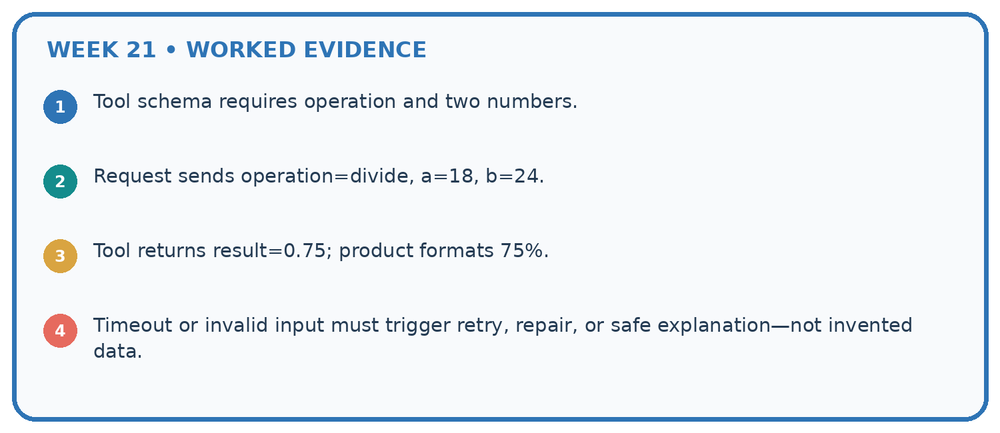 WEEK 21 • WORKED EVIDENCE
1 Tool schema requires operation and two numbers.
2 Request sends operation=divide, a=18, b=24.
3 Tool returns result=0.75; product formats 75%.
4 Timeout or invalid input must trigger retry, repair, or safe explanation—not invented
data.